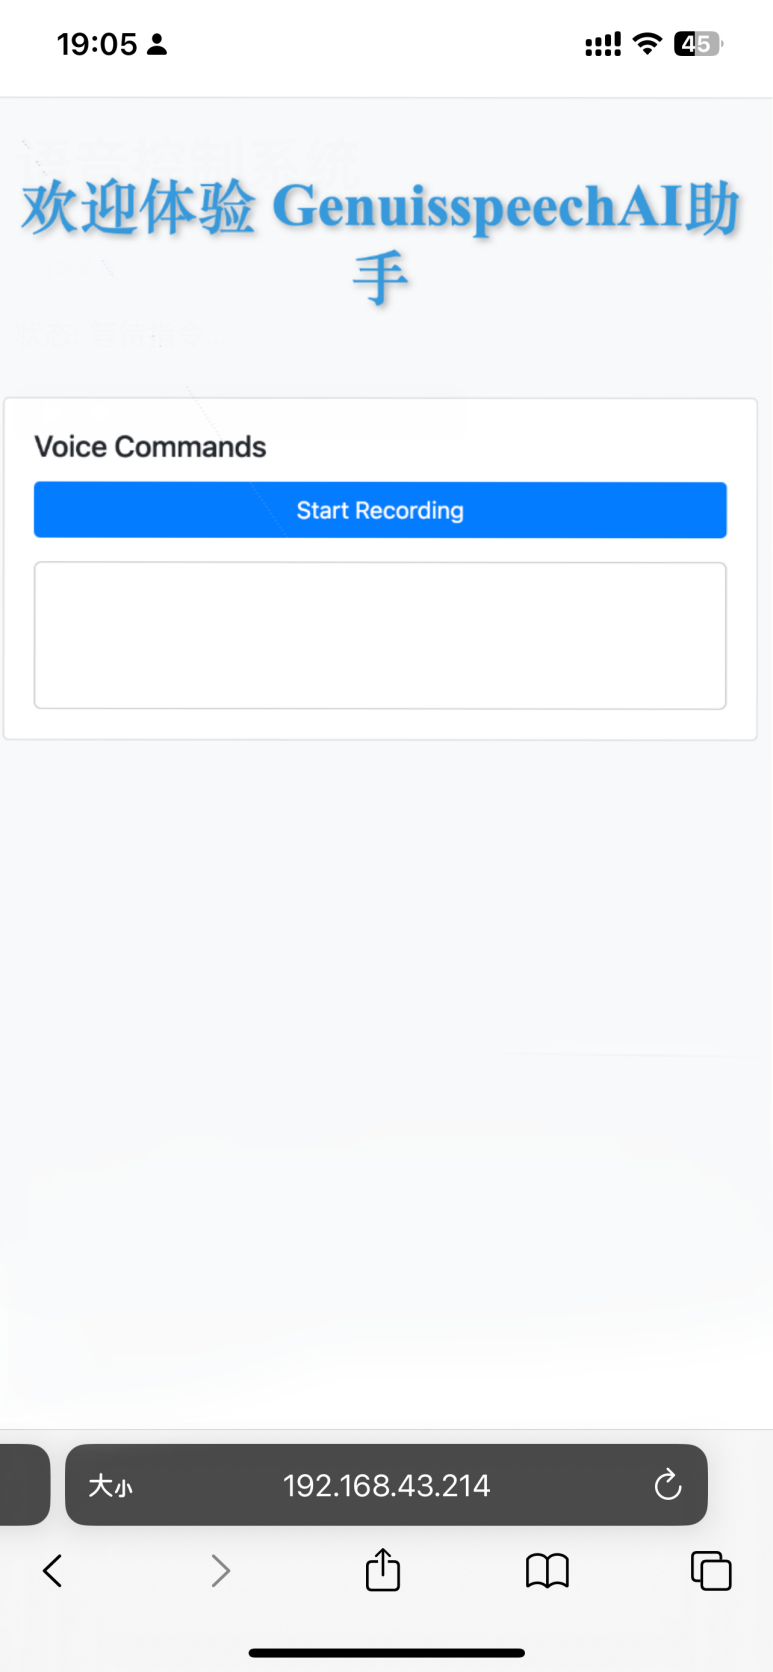 19:05
45
欢迎体验 GenuisspeechAI助
手
Voice Commands
Start Recording
大小
192.168.43.214